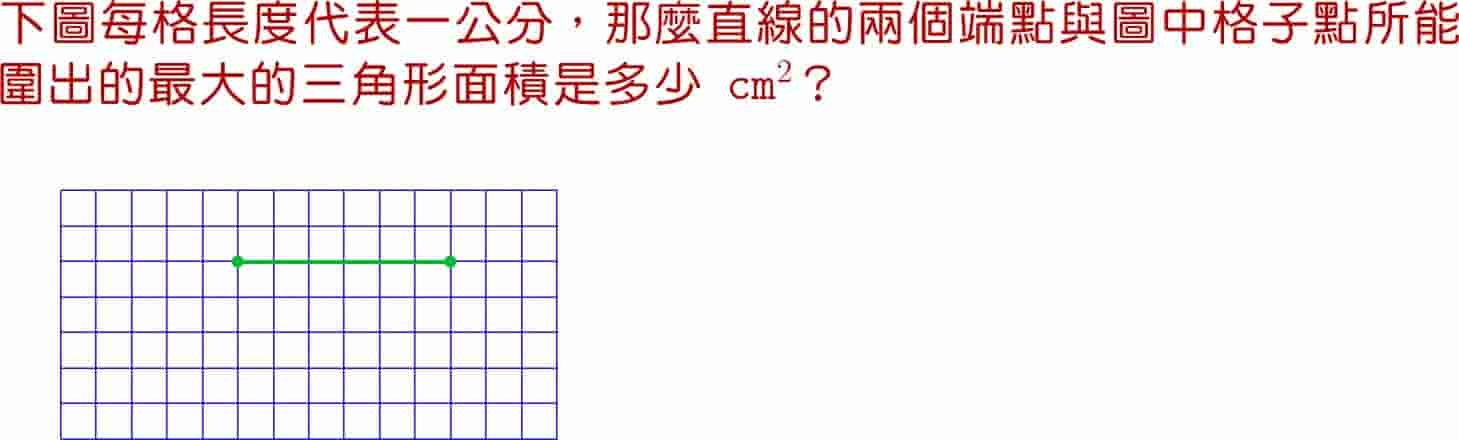 下圖每格長度代表一公分，那麼直線的兩個端點與圖中格子點所能
圍出的最大的三角形面積是多少 cm²？